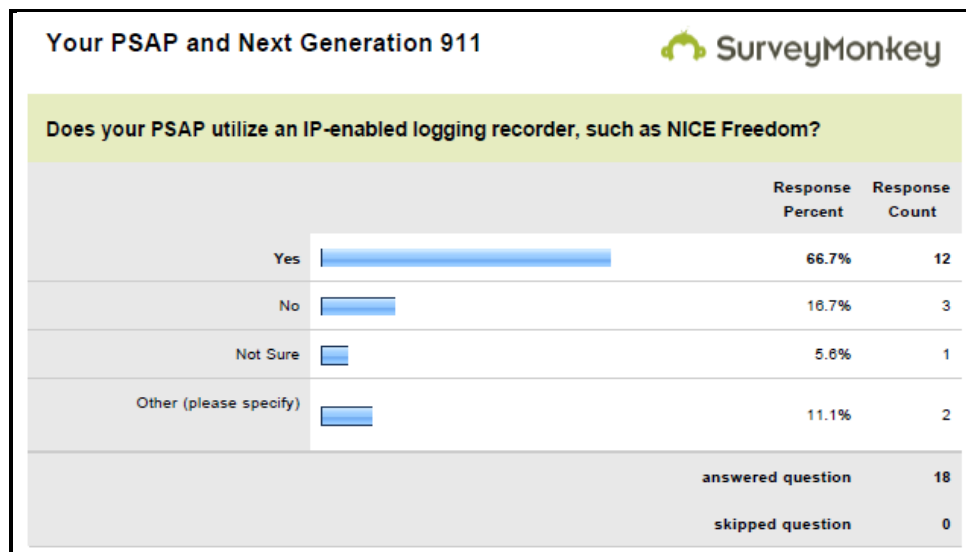 Your PSAP and Next Generation 911
SurveyMonkey
Does your PSAP utilize an IP-enabled logging recorder, such as NICE Freedom?
Response Percent Response Count
Yes 66.7% 12
No 16.7% 3
Not Sure 5.6% 1
Other (please specify) 11.1% 2
answered question 18
skipped question 0